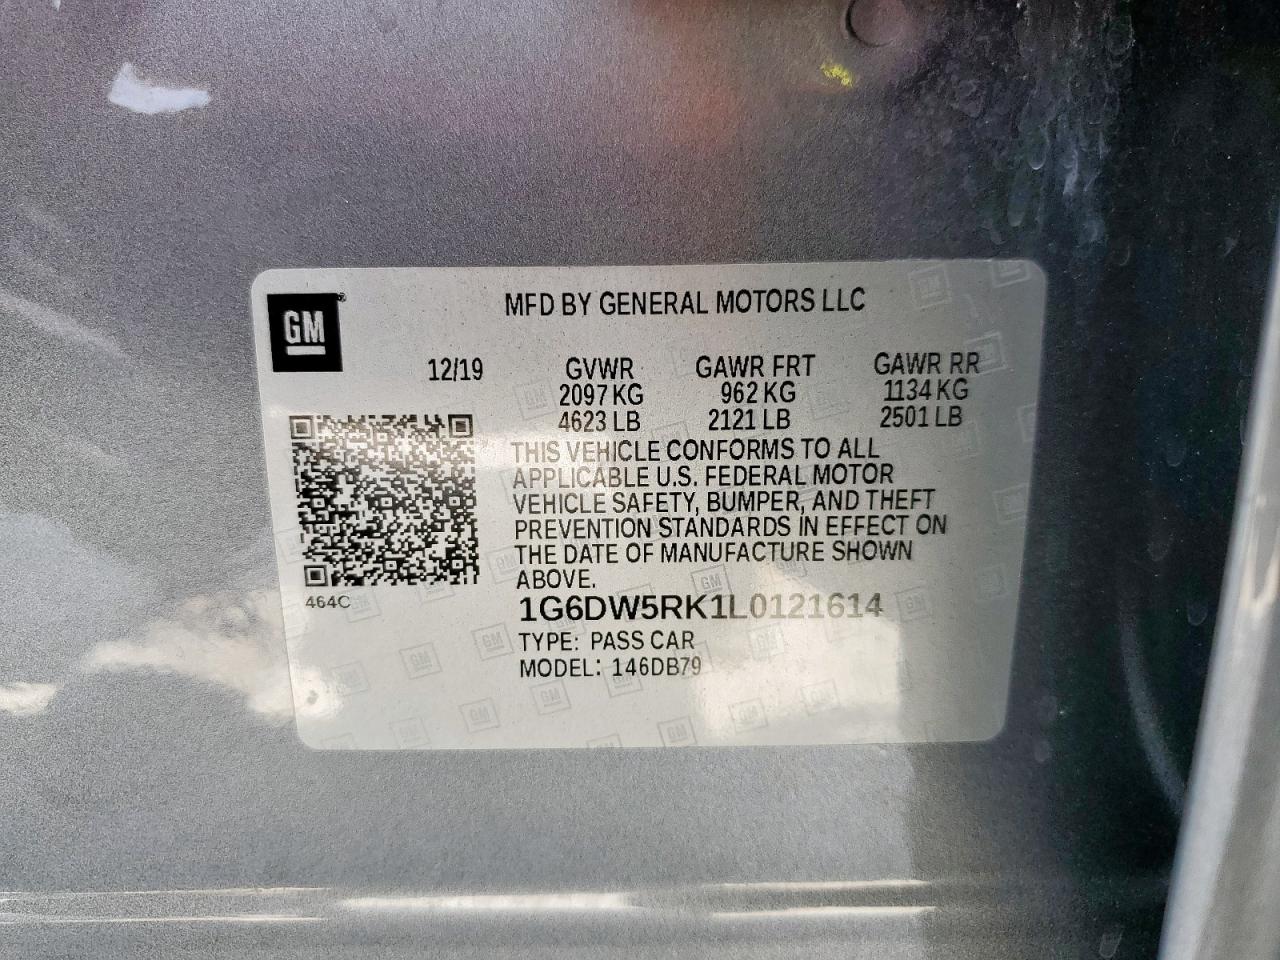 GM
MFD BY GENERAL MOTORS LLC
12/19 GVWR GAWR FRT GAWR RR
2097 KG 962 KG 1134 KG
4623 LB 2121 LB 2501 LB
THIS VEHICLE CONFORMS TO ALL
APPLICABLE U.S. FEDERAL MOTOR
VEHICLE SAFETY, BUMPER, AND THEFT
PREVENTION STANDARDS IN EFFECT ON
THE DATE OF MANUFACTURE SHOWN
ABOVE.
464C
1G6DW5RK1L0121614
TYPE: PASS CAR
MODEL: 146DB79